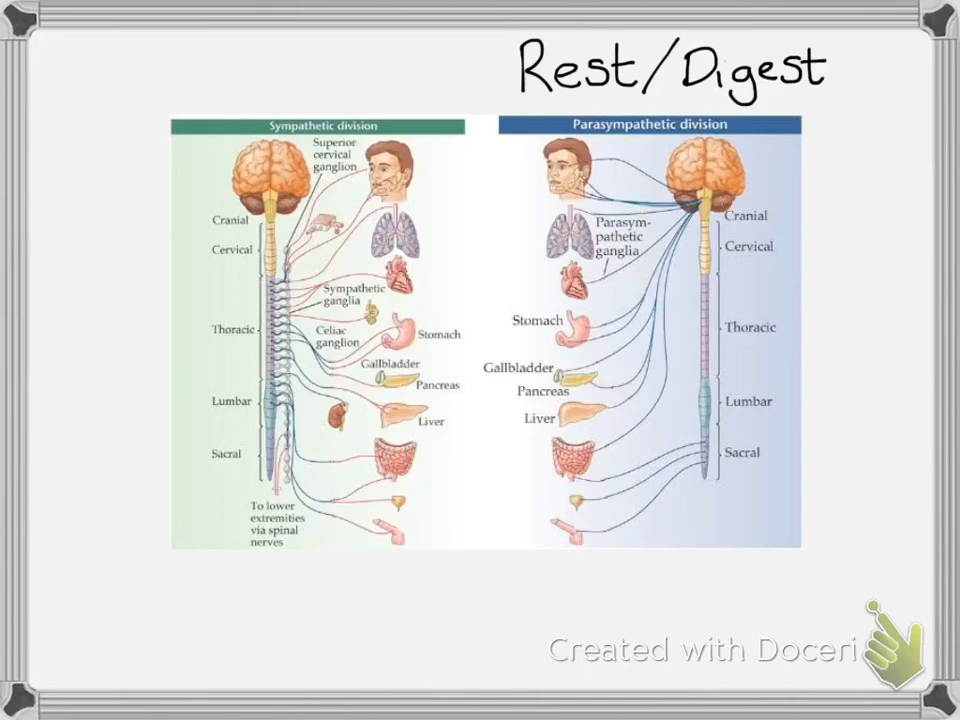 Rest/Digest
Sympathetic division
Superior
cervical
ganglion
Cranial
Cervical
Sympathetic
ganglia
Thoracic
Celiac
ganglion
Stomach
Gallbladder
Pancreas
Lumbar
Liver
Sacral
To lower
extremities
via spinal
nerves
Parasympathetic division
Cranial
Parasym-
pathetic
ganglia
Cervical
Stomach
Thoracic
Gallbladder
Pancreas
Lumbar
Liver
Sacral
Created with Doceri